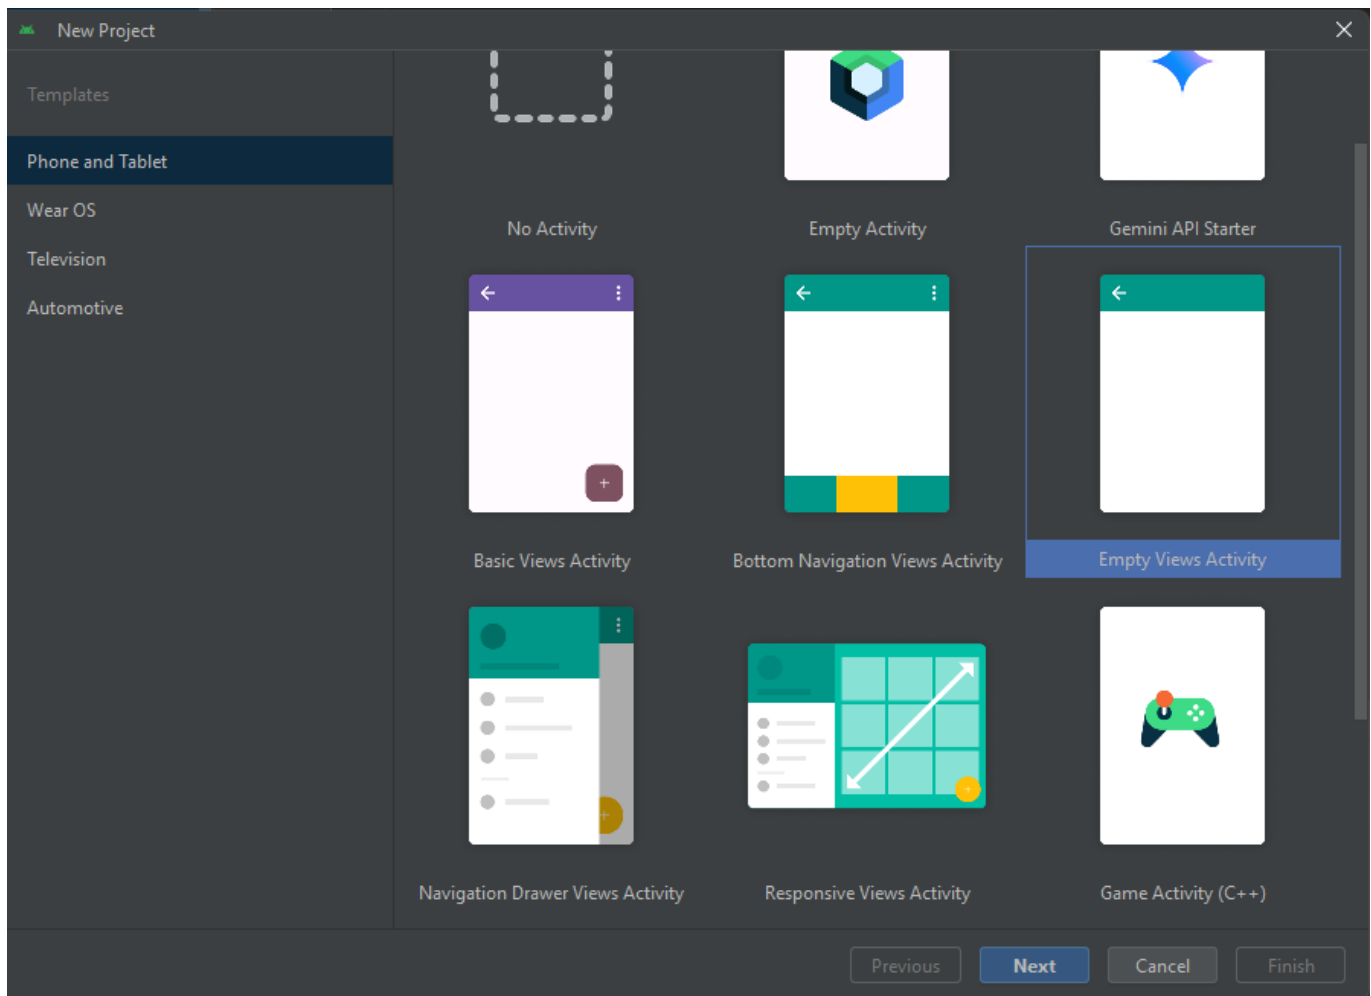 New Project
Templates
Phone and Tablet
Wear OS
Television
Automotive
No Activity
Empty Activity
Gemini API Starter
Basic Views Activity
Bottom Navigation Views Activity
Empty Views Activity
Navigation Drawer Views Activity
Responsive Views Activity
Game Activity (C++)
Previous
Next
Cancel
Finish